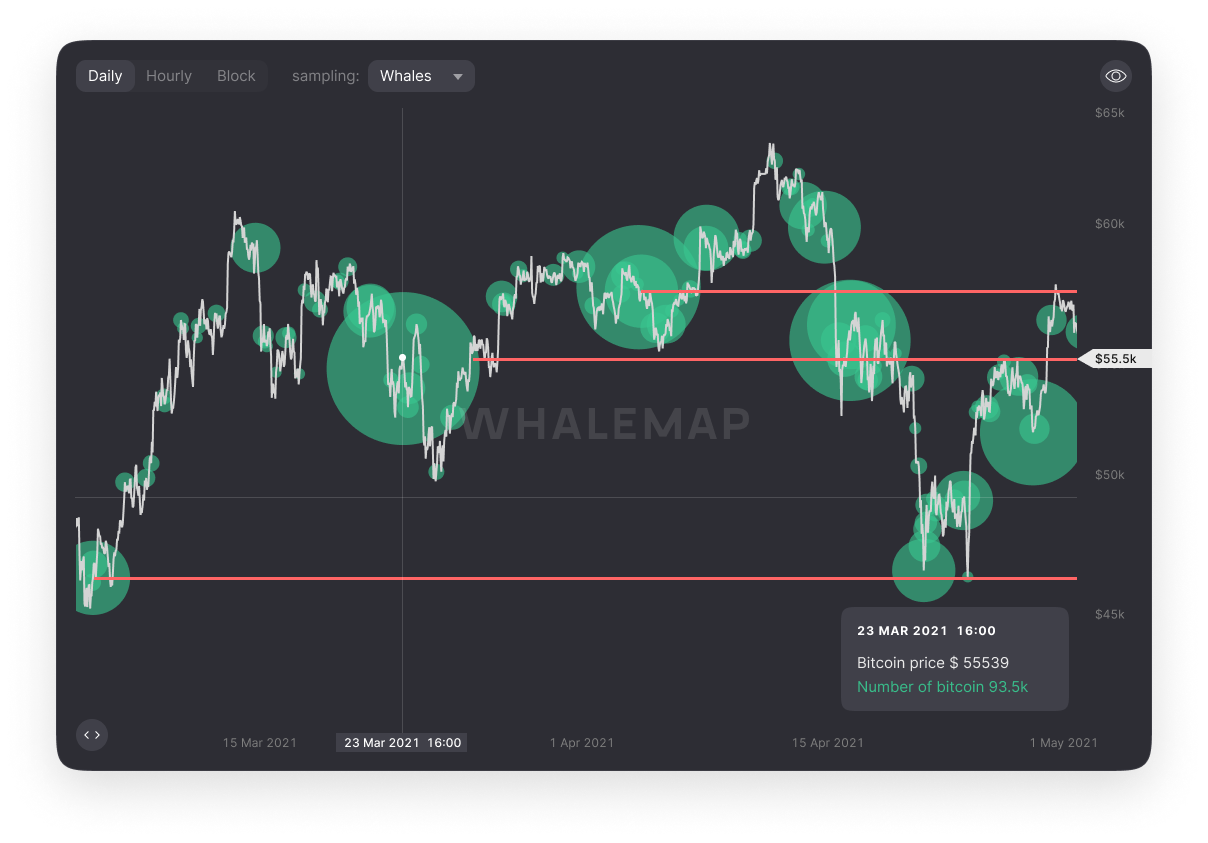 Daily Hourly Block sampling: Whales
$65k
$60k
$55.5k
WHALEMAP
$50k
$45k
23 MAR 2021 16:00
Bitcoin price $ 55539
Number of bitcoin 93.5k
15 Mar 2021 23 Mar 2021 16:00 1 Apr 2021 15 Apr 2021 1 May 2021